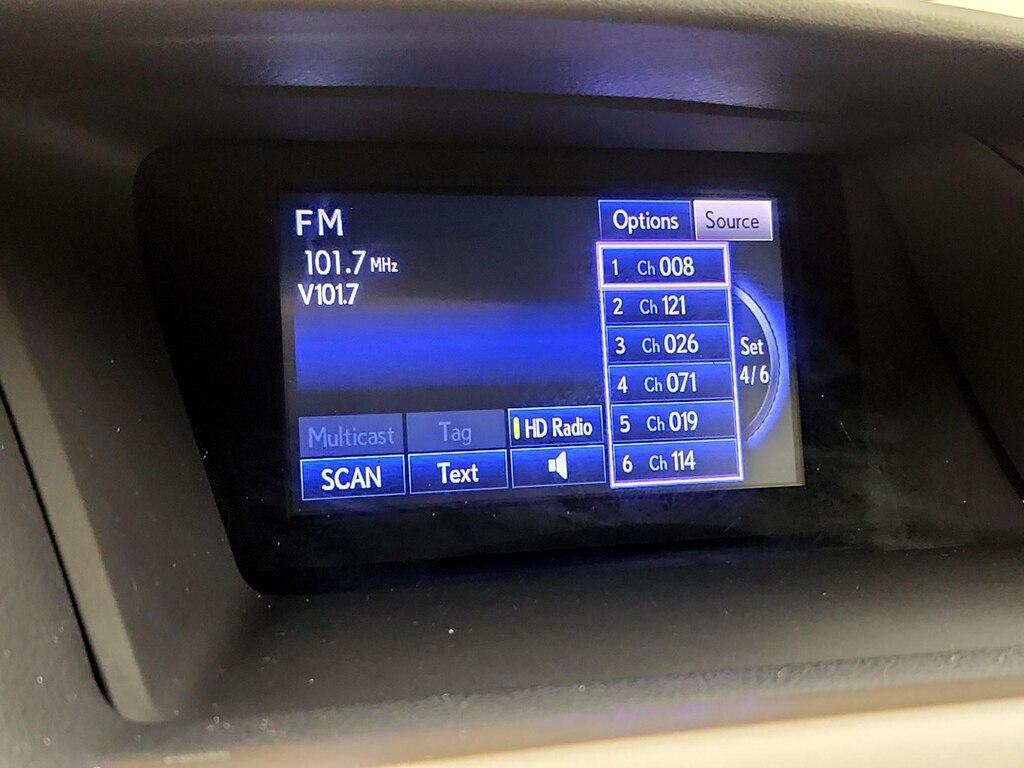 FM
101.7 MHz
V101.7
Options
Source
1 Ch 008
2 Ch 121
3 Ch 026
4 Ch 071
5 Ch 019
6 Ch 114
Set
4/6
Multicast
Tag
HD Radio
SCAN
Text